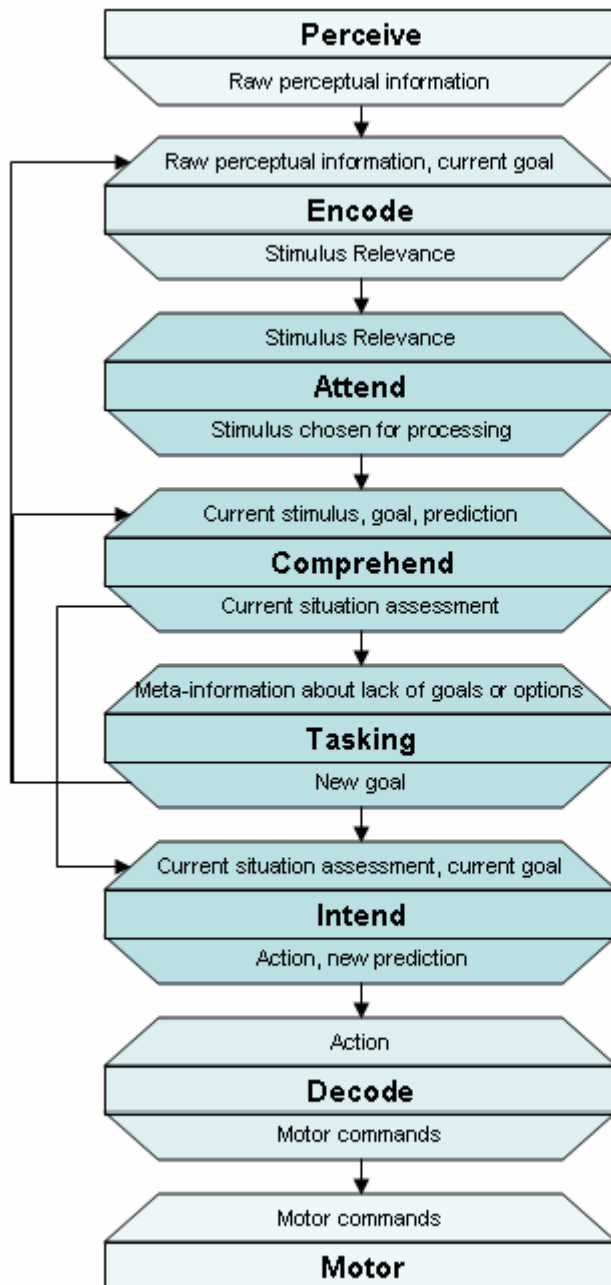 Perceive
Raw perceptual information
Raw perceptual information, current goal
Encode
Stimulus Relevance
Stimulus Relevance
Attend
Stimulus chosen for processing
Current stimulus, goal, prediction
Comprehend
Current situation assessment
Meta-information about lack of goals or options
Tasking
New goal
Current situation assessment, current goal
Intend
Action, new prediction
Action
Decode
Motor commands
Motor commands
Motor